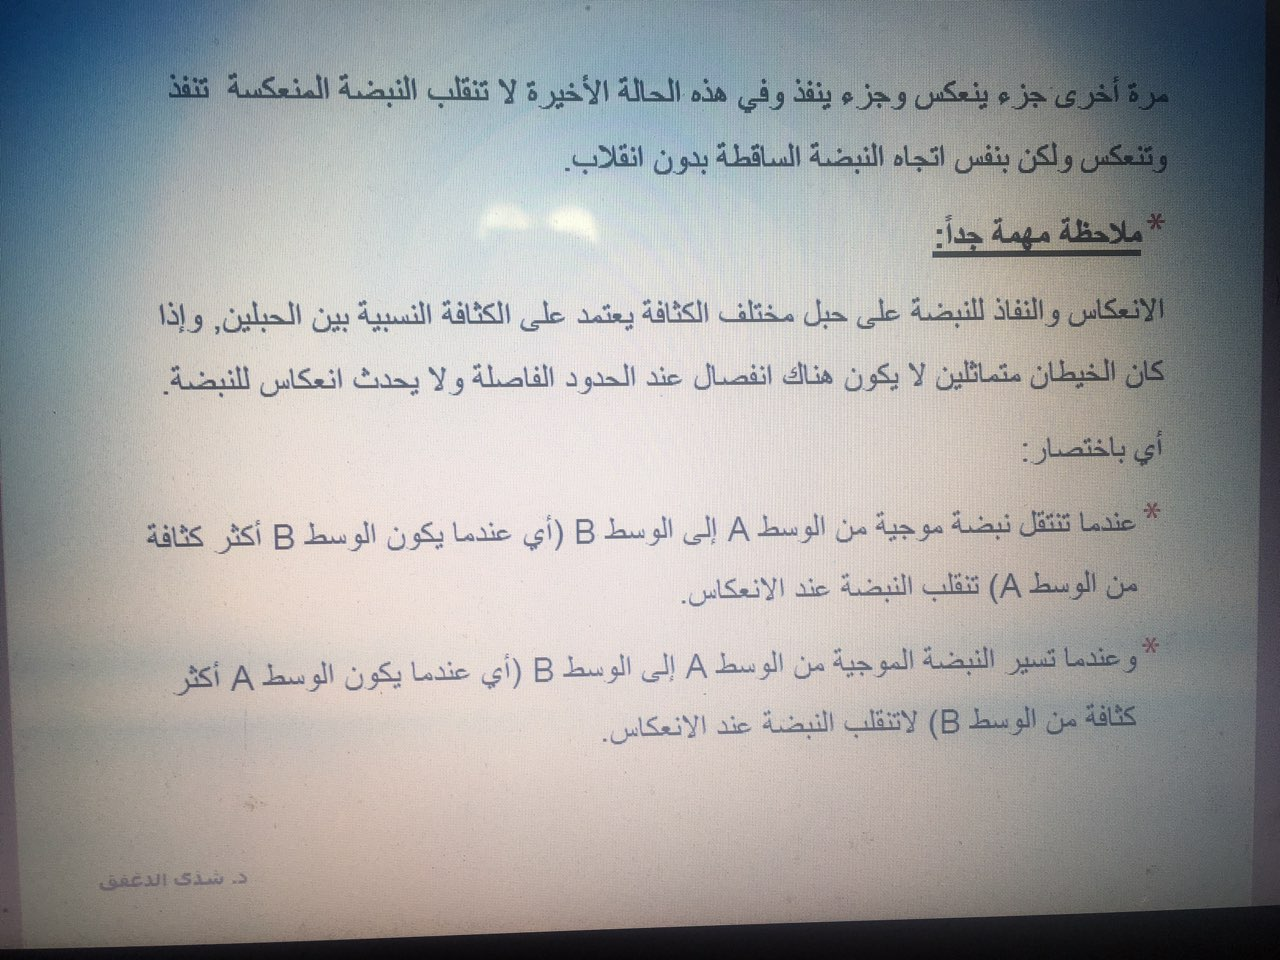 مرة أخرى جزء ينعكس وجزء ينفذ وفي هذه الحالة الأخيرة لا تنقلب النبضة المنعكسة تنفذ
وتنعكس ولكن بنفس اتجاه النبضة الساقطة بدون انقلاب.
*ملاحظة مهمة جداً:
الانعكاس والنفاذ للنبضة على حبل مختلف الكثافة يعتمد على الكثافة النسبية بين الحبلين, وإذا
كان الخيطان متماثلين لا يكون هناك انفصال عند الحدود الفاصلة ولا يحدث انعكاس للنبضة.
أي باختصار:
* عندما تنتقل نبضة موجية من الوسط A إلى الوسط B (أي عندما يكون الوسط B أكثر كثافة
من الوسط A) تنقلب النبضة عند الانعكاس.
* وعندما تسير النبضة الموجية من الوسط A إلى الوسط B (أي عندما يكون الوسط A أكثر
كثافة من الوسط B) لاتنقلب النبضة عند الانعكاس.
د. شذى الدغفق